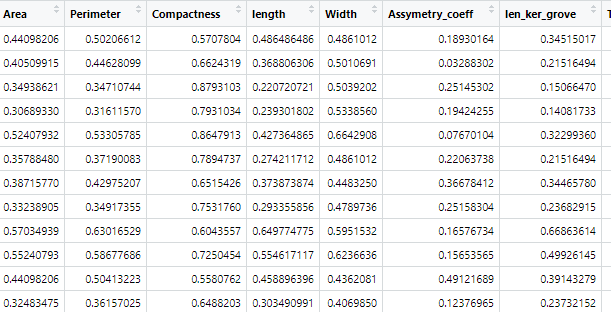 Area Perimeter Compactness length Width Assymetry_coeff len_ker_grove T
0.44098206 0.50206612 0.5707804 0.486486486 0.4861012 0.18930164 0.34515017
0.40509915 0.44628099 0.6624319 0.368806306 0.5010691 0.03288302 0.21516494
0.34938621 0.34710744 0.8793103 0.220720721 0.5039202 0.25145302 0.15066470
0.30689330 0.31611570 0.7931034 0.239301802 0.5338560 0.19424255 0.14081733
0.52407932 0.53305785 0.8647913 0.427364865 0.6642908 0.07670104 0.32299360
0.35788480 0.37190083 0.7894737 0.274211712 0.4861012 0.22063738 0.21516494
0.38715770 0.42975207 0.6515426 0.373873874 0.4483250 0.36678412 0.34465780
0.33238905 0.34917355 0.7531760 0.293355856 0.4789736 0.25158304 0.23682915
0.57034939 0.63016529 0.6043557 0.649774775 0.5951532 0.16576734 0.66863614
0.55240793 0.58677686 0.7250454 0.554617117 0.6236636 0.15653565 0.49926145
0.44098206 0.50413223 0.5580762 0.458896396 0.4362081 0.49121689 0.39143279
0.32483475 0.36157025 0.6488203 0.303490991 0.4069850 0.12376965 0.23732152